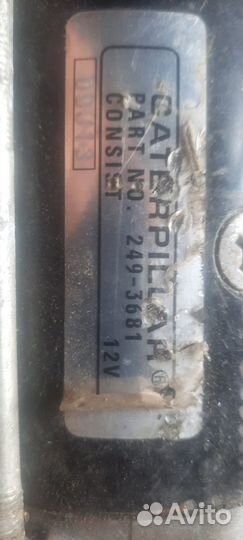 CATERPILLAR®
PART NO. 249-3681
CONSIST 12V
Avito